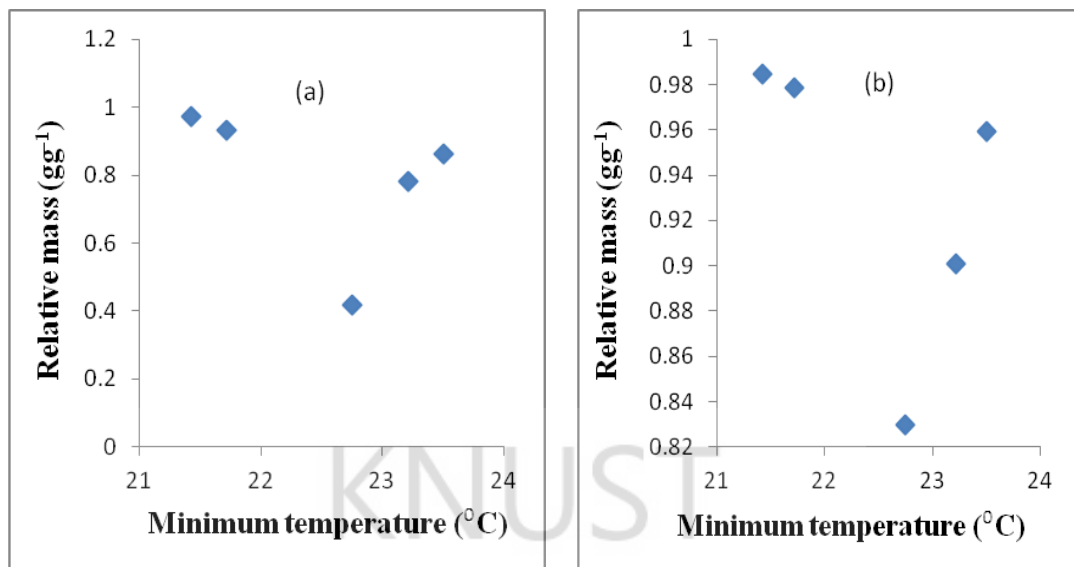 (a)
Relative mass (gg⁻¹)
1.2
1
0.8
0.6
0.4
0.2
0
21 22 23 24
Minimum temperature (⁰C)
(b)
Relative mass (gg⁻¹)
1
0.98
0.96
0.94
0.92
0.9
0.88
0.86
0.84
0.82
21 22 23 24
Minimum temperature (⁰C)
KNUST